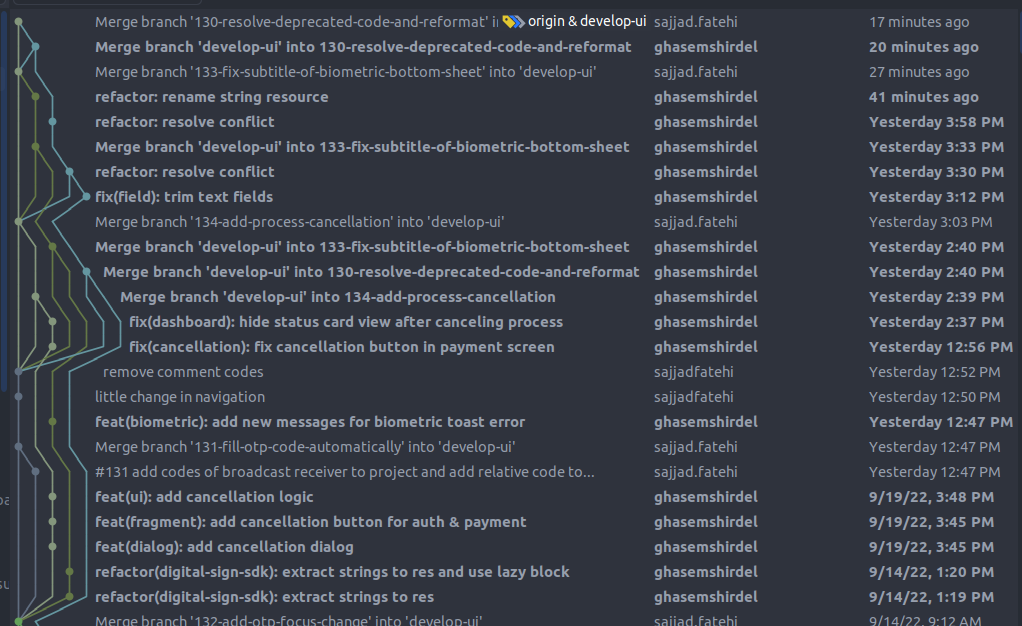 Merge branch '130-resolve-deprecated-code-and-reformat' i origin & develop-ui sajjad.fatehi 17 minutes ago
Merge branch 'develop-ui' into 130-resolve-deprecated-code-and-reformat ghasemshirdel 20 minutes ago
Merge branch '133-fix-subtitle-of-biometric-bottom-sheet' into 'develop-ui' sajjad.fatehi 27 minutes ago
refactor: rename string resource ghasemshirdel 41 minutes ago
refactor: resolve conflict ghasemshirdel Yesterday 3:58 PM
Merge branch 'develop-ui' into 133-fix-subtitle-of-biometric-bottom-sheet ghasemshirdel Yesterday 3:33 PM
refactor: resolve conflict ghasemshirdel Yesterday 3:30 PM
fix(field): trim text fields ghasemshirdel Yesterday 3:12 PM
Merge branch '134-add-process-cancellation' into 'develop-ui' sajjad.fatehi Yesterday 3:03 PM
Merge branch 'develop-ui' into 133-fix-subtitle-of-biometric-bottom-sheet ghasemshirdel Yesterday 2:40 PM
Merge branch 'develop-ui' into 130-resolve-deprecated-code-and-reformat ghasemshirdel Yesterday 2:40 PM
Merge branch 'develop-ui' into 134-add-process-cancellation ghasemshirdel Yesterday 2:39 PM
fix(dashboard): hide status card view after canceling process ghasemshirdel Yesterday 2:37 PM
fix(cancellation): fix cancellation button in payment screen ghasemshirdel Yesterday 12:56 PM
remove comment codes sajjadfatehi Yesterday 12:52 PM
little change in navigation sajjadfatehi Yesterday 12:50 PM
feat(biometric): add new messages for biometric toast error ghasemshirdel Yesterday 12:47 PM
Merge branch '131-fill-otp-code-automatically' into 'develop-ui' sajjad.fatehi Yesterday 12:47 PM
#131 add codes of broadcast receiver to project and add relative code to... sajjad.fatehi Yesterday 12:47 PM
feat(ui): add cancellation logic ghasemshirdel 9/19/22, 3:48 PM
feat(fragment): add cancellation button for auth & payment ghasemshirdel 9/19/22, 3:45 PM
feat(dialog): add cancellation dialog ghasemshirdel 9/19/22, 3:45 PM
refactor(digital-sign-sdk): extract strings to res and use lazy block ghasemshirdel 9/14/22, 1:20 PM
refactor(digital-sign-sdk): extract strings to res ghasemshirdel 9/14/22, 1:19 PM
Merge branch '132-add-otp-focus-change' into 'develop-ui' sajjad.fatehi 9/14/22, 9:12 AM